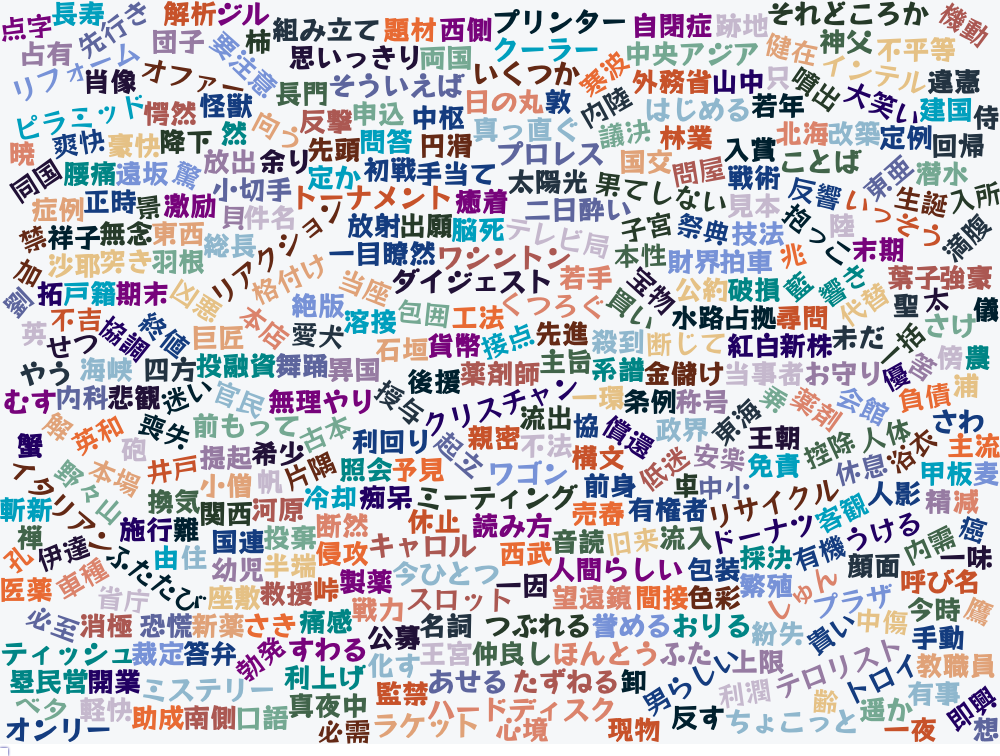 点字 長寿 先行き 解析 ジル 組み立て 題材 西側 プリンター 自閉症 跡地 それどころか 機動
占有 リフォーム 団子 要注意 柿 思いっきり 両国 クーラー 中央アジア 健在 神父 不平等
肖像 オファー 長門 そういえば いくつか 寒波 外務省 山中 只 噴出 インテル 違憲
ピラミッド 愕然 怪獣 反撃 申込 中枢 日の丸 敦 内陸 はじめる 若年 大笑い 建国 侍
暁 爽快 豪快 降下 然 向う 先頭 問答 円滑 真っ直ぐ 議決 林業 北海 改築 定例 回帰
同国 腰痛 遠坂 驚 放出 余り 定か 初戦 手当て プロレス 国文 問屋 入賞 ことば 東亜 潜水
症例 正時 景 激励 小切手 トーナメント 癒着 太陽光 果てしない 戦術 反響 いっそう 生誕 入所
禁 祥子 無念 東西 貝 件名 リアクション 放射 出願 脳死 二日酔い テレビ局 子宮 祭典 見本 技法 抱っこ 陸 満腹
加 沙耶 突き 羽根 総長 格付け 一目瞭然 ワシントン 本性 財界 拍車 兆 末期
拓 戸籍 期末 凶悪 当座 ダイジェスト 若手 宝物 公約 破損 藍 響き 葉子 強豪
英 不吉 協調 終値 巨匠 本店 絶版 溶接 包囲 工法 くつろぐ 買い 水路 占拠 尋問 代替 聖 太 儀
せつ 愛犬 石垣 貨幣 接点 先進 殺到 断じて 紅白 新株 未だ 一括 さけ
やう 海峡 四方 投融資 舞踊 異国 後援 薬剤師 主旨 系譜 金儲け 当事者 お守り 優 答 傍 農
むす 内科 悲観 迷い 官民 無理やり 授与 クリスチャン 一環 条例 称号 乗 薬剤 会館 負債 浦
蟹 解 英和 喪失 前もって 古本 利回り 起立 親密 流出 不法 協 償還 政界 東海 王朝 控除 人体 さわ
イタリアン 野々山 本場 砲 井戸 提起 希少 片隅 照会 予見 ワゴン 構文 低迷 安楽 免責 休息 浴衣 主流
斬新 換気 小僧 帆 関西 河原 冷却 痴呆 ミーティング 前身 卓 中小 リサイクル 客観 人影 甲板 麦
禅 伊達 施行 難 国連 投棄 断然 休止 読み方 売春 有権者 ドーナツ うける 精 減 癌
孔 ふたたび 由 住 幼児 半端 侵攻 キャロル 西武 音読 旧来 流入 採決 有機 顔面 内需 一味
医薬 車種 省庁 座敷 救援 峠 製薬 今ひとつ 一因 人間らしい 包装 繁殖 しゅん プラザ 呼び名
必至 消極 恐慌 新薬 さき 痛感 戦力 スロット 望遠鏡 間接 色彩 紛失 貴い 中傷 今時 鷹
ティッシュ 裁定 答弁 勃発 すわる 公募 名詞 つぶれる 誉める おりる 手動
塁 民営 開業 ミステリー 利上げ 化す 王宮 仲良し ほんとう ふた 男らしい 上限 テロリスト トロイ 教職員
ベタ 軽快 助成 南側 口語 真夜中 監禁 あせる たずねる 卸 利潤 齢 遥か 有事 即興
オンリー 必需 ラケット ハードディスク 心境 現物 反す ちょこっと 一夜 想